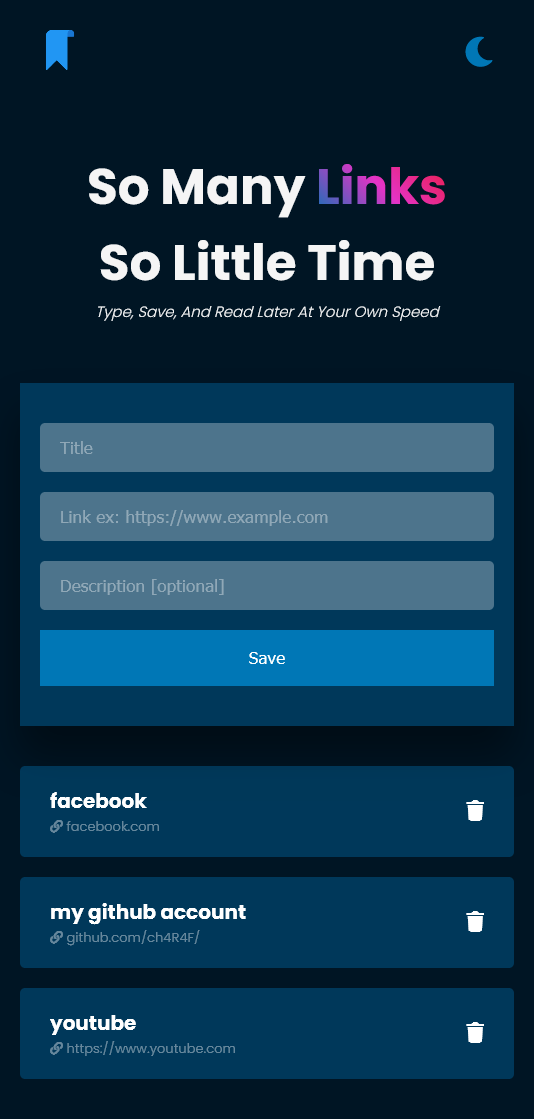 So Many Links
So Little Time
Type, Save, And Read Later At Your Own Speed
Title
Link ex: https://www.example.com
Description [optional]
Save
facebook
facebook.com
my github account
github.com/ch4R4F/
youtube
https://www.youtube.com